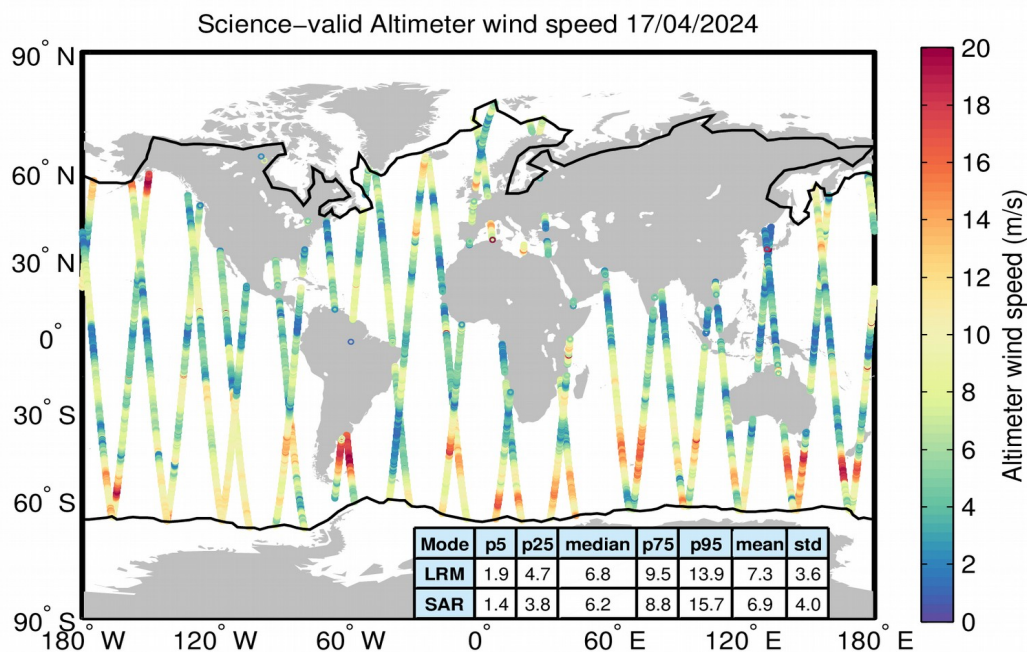 Science−valid Altimeter wind speed 17/04/2024
90° N
60° N
30° N
0°
30° S
60° S
90° S
180° W
120° W
60° W
0°
60° E
120° E
180° E
Mode p5 p25 median p75 p95 mean std
LRM 1.9 4.7 6.8 9.5 13.9 7.3 3.6
SAR 1.4 3.8 6.2 8.8 15.7 6.9 4.0
20
18
16
14
12
10
8
6
4
2
0
Altimeter wind speed (m/s)